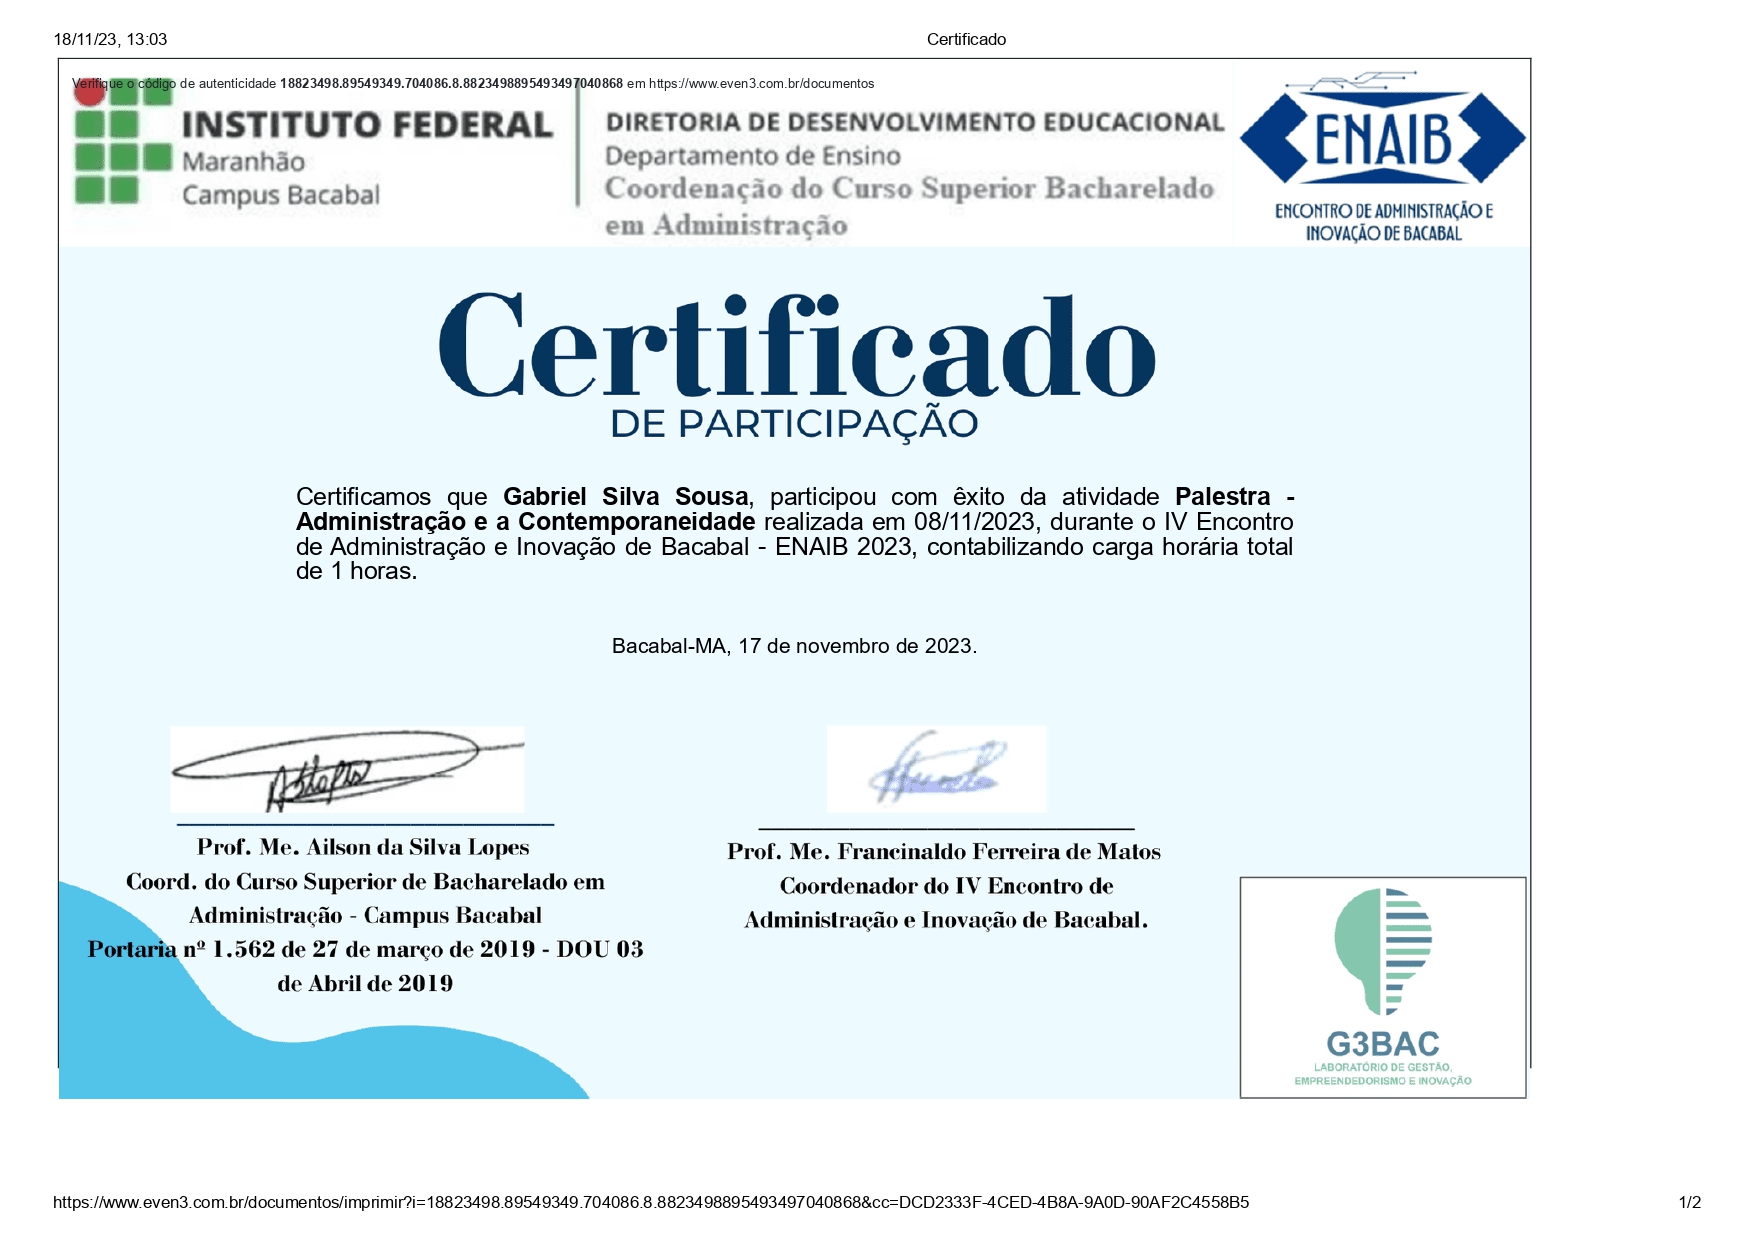 18/11/23, 13:03
Certificado
Verifique o código de autenticidade 18823498.89549349.704086.8.8823498895493497040868 em https://www.even3.com.br/documentos
INSTITUTO FEDERAL
Maranhão
Campus Bacabal
DIRETORIA DE DESENVOLVIMENTO EDUCACIONAL
Departamento de Ensino
Coordenação do Curso Superior Bacharelado
em Administração
ENAIB
ENCONTRO DE ADMINISTRAÇÃO E
INOVAÇÃO DE BACABAL
Certificado
DE PARTICIPAÇÃO
Certificamos que Gabriel Silva Sousa, participou com êxito da atividade Palestra -
Administração e a Contemporaneidade realizada em 08/11/2023, durante o IV Encontro
de Administração e Inovação de Bacabal - ENAIB 2023, contabilizando carga horária total
de 1 horas.
Bacabal-MA, 17 de novembro de 2023.
Prof. Me. Ailson da Silva Lopes
Coord. do Curso Superior de Bacharelado em
Administração - Campus Bacabal
Portaria nº 1.562 de 27 de março de 2019 - DOU 03
de Abril de 2019
Prof. Me. Francinaldo Ferreira de Matos
Coordenador do IV Encontro de
Administração e Inovação de Bacabal.
G3BAC
LABORATÓRIO DE GESTÃO,
EMPREENDEDORISMO E INOVAÇÃO
https://www.even3.com.br/documentos/imprimir?i=18823498.89549349.704086.8.8823498895493497040868&cc=DCD2333F-4CED-4B8A-9A0D-90AF2C4558B5
1/2